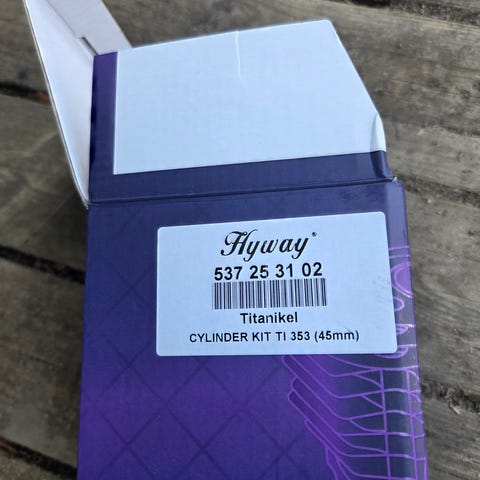 Hyway®
537 25 31 02
Titanikel
CYLINDER KIT TI 353 (45mm)